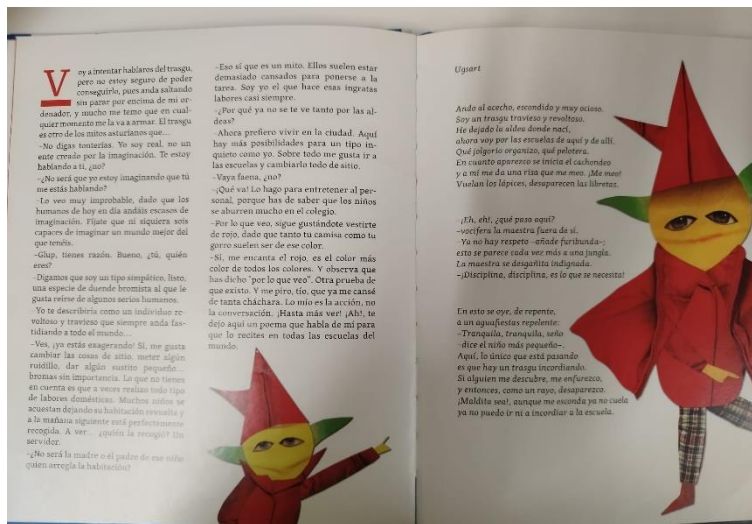 Voy a intentar hablaros del trasgu,
pero no estoy seguro de poder
conseguirlo, pues anda saltando
sin parar por encima de mi or-
denador, y mucho me temo que en cual-
quier momento me la va a armar. El trasgu
es otro de los mitos asturianos que...
–No digas tonterías. Yo soy real, no un
ente creado por la imaginación. Te estoy
hablando a ti, ¿no?
–¿No será que yo estoy imaginando que tú
me estás hablando?
–Lo veo muy improbable, dado que los
humanos de hoy en día andáis escasos de
imaginación. Fíjate que ni siquiera sois
capaces de imaginar un mundo mejor del
que tenéis.
–Glup, tienes razón. Bueno, ¿tú, quién
eres?
–Digamos que soy un tipo simpático, listo,
una especie de duende bromista al que le
gusta reírse de algunos serios humanos.
–Yo te describiría como un individuo re-
voltoso y travieso que siempre anda fas-
tidiando a todo el mundo...
–Ves, ¡ya estás exagerando! Sí, me gusta
cambiar las cosas de sitio, meter algún
ruidillo, dar algún sustito pequeño...
bromas sin importancia. Lo que no tienes
en cuenta es que a veces realizo todo tipo
de labores domésticas. Muchos niños se
acuestan dejando su habitación revuelta y
a la mañana siguiente está perfectamente
recogida. A ver... ¿quién la recogió? Un
servidor.
–¿No será la madre o el padre de ese niño
quien arregla la habitación?
–Eso sí que es un mito. Ellos suelen estar
demasiado cansados para ponerse a la
tarea. Soy yo el que hace esas ingratas
labores casi siempre.
–¿Por qué ya no se te ve tanto por las al-
deas?
–Ahora prefiero vivir en la ciudad. Aquí
hay más posibilidades para un tipo in-
quieto como yo. Sobre todo me gusta ir a
las escuelas y cambiarlo todo de sitio.
–Vaya faena, ¿no?
–¡Qué va! Lo hago para entretener al per-
sonal, porque has de saber que los niños
se aburren mucho en el colegio.
–Por lo que veo, sigue gustándote vestirte
de rojo, dado que tanto tu camisa como tu
gorro suelen ser de ese color.
–Sí, me encanta el rojo, es el color más
color de todos los colores. Y observa que
has dicho "por lo que veo". Otra prueba de
que existo. Y me piro, tío, que ya me cansé
de tanta cháchara. Lo mío es la acción, no
la conversación. ¡Hasta más ver! ¡Ah!, te
dejo aquí un poema que habla de mí para
que lo recites en todas las escuelas del
mundo.
Ugsart
Ando al acecho, escondido y muy ocioso.
Soy un trasgu travieso y revoltoso.
He dejado la aldea donde nací,
ahora voy por las escuelas de aquí y de allí.
Qué jolgorio organizo, qué pelotera.
En cuanto aparezco se inicia el cachondeo
y a mí me da una risa que me meo. ¡Me meo!
Vuelan los lápices, desaparecen las libretas.
–¡Eh, eh!, ¿qué pasa aquí?
–vocifera la maestra fuera de sí.
–Ya no hay respeto –añade furibunda–;
esto se parece cada vez más a una jungla.
La maestra se desgañita indignada.
–¡Disciplina, disciplina, es lo que se necesita!
En esto se oye, de repente,
a un aguafiestas repelente:
–Tranquila, tranquila, seño
–dice el niño más pequeño–.
Aquí, lo único que está pasando
es que hay un trasgu incordiando.
Si alguien me descubre, me enfurezco,
y entonces, como un rayo, desaparezco.
¡Maldita sea!, aunque me esconda ya no cuela
ya no puedo ir ni a incordiar a la escuela.